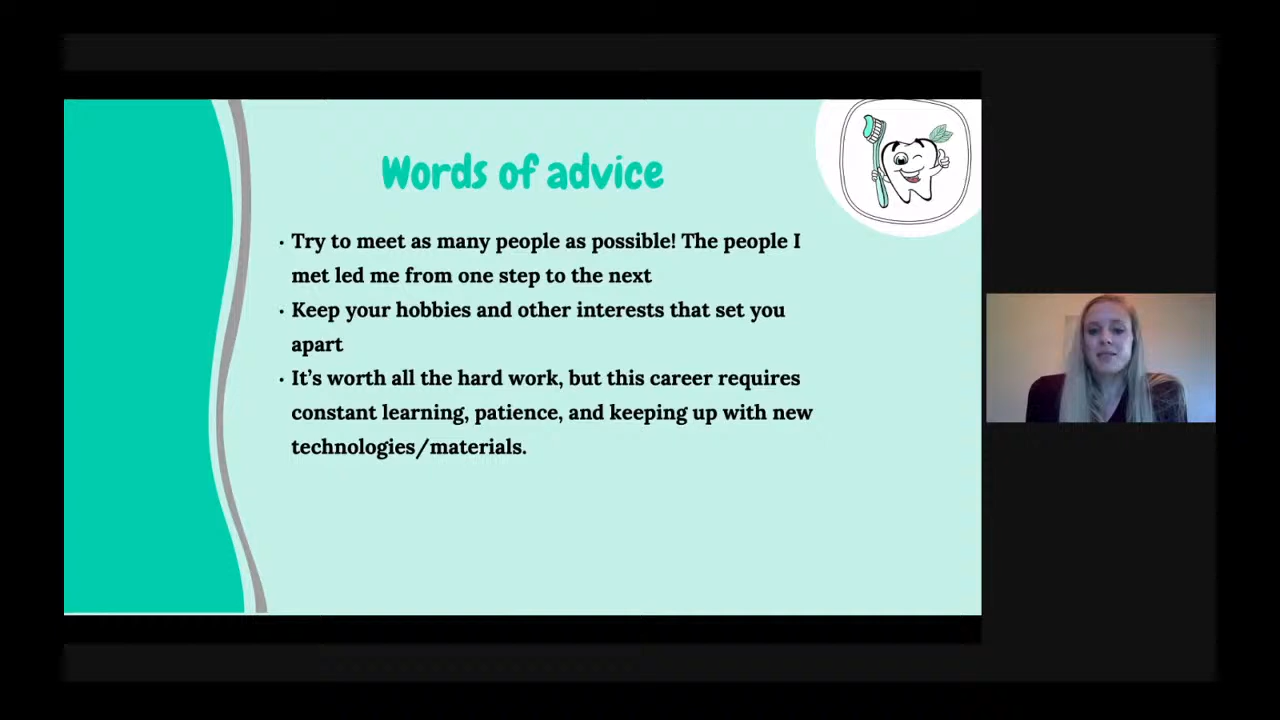 Words of advice
• Try to meet as many people as possible! The people I
met led me from one step to the next
• Keep your hobbies and other interests that set you
apart
• It’s worth all the hard work, but this career requires
constant learning, patience, and keeping up with new
technologies/materials.